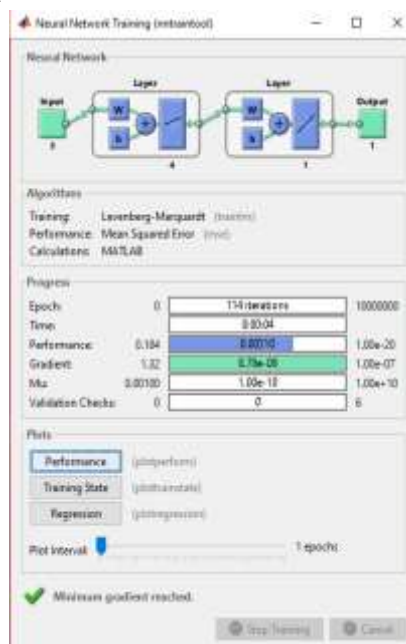 Neural Network Training (nntraintool)
Neural Network
Layer Layer
Input Output
W W
b b
4 1 1
Algorithms
Training: Levenberg-Marquardt (trainlm)
Performance: Mean Squared Error (mse)
Calculations: MATLAB
Progress
Epoch: 0 114 iterations 10000000
Time: 0:00:04
Performance: 0.184 1.00e-20
Gradient: 1.32 1.00e-07
Mu: 0.00100 1.00e-10 1.00e+10
Validation Checks: 0 0 6
Plots
Performance (plotperform)
Training State (plottrainstate)
Regression (plotregression)
Plot Interval: 1 epochs
Minimum gradient reached.
Stop Training Cancel